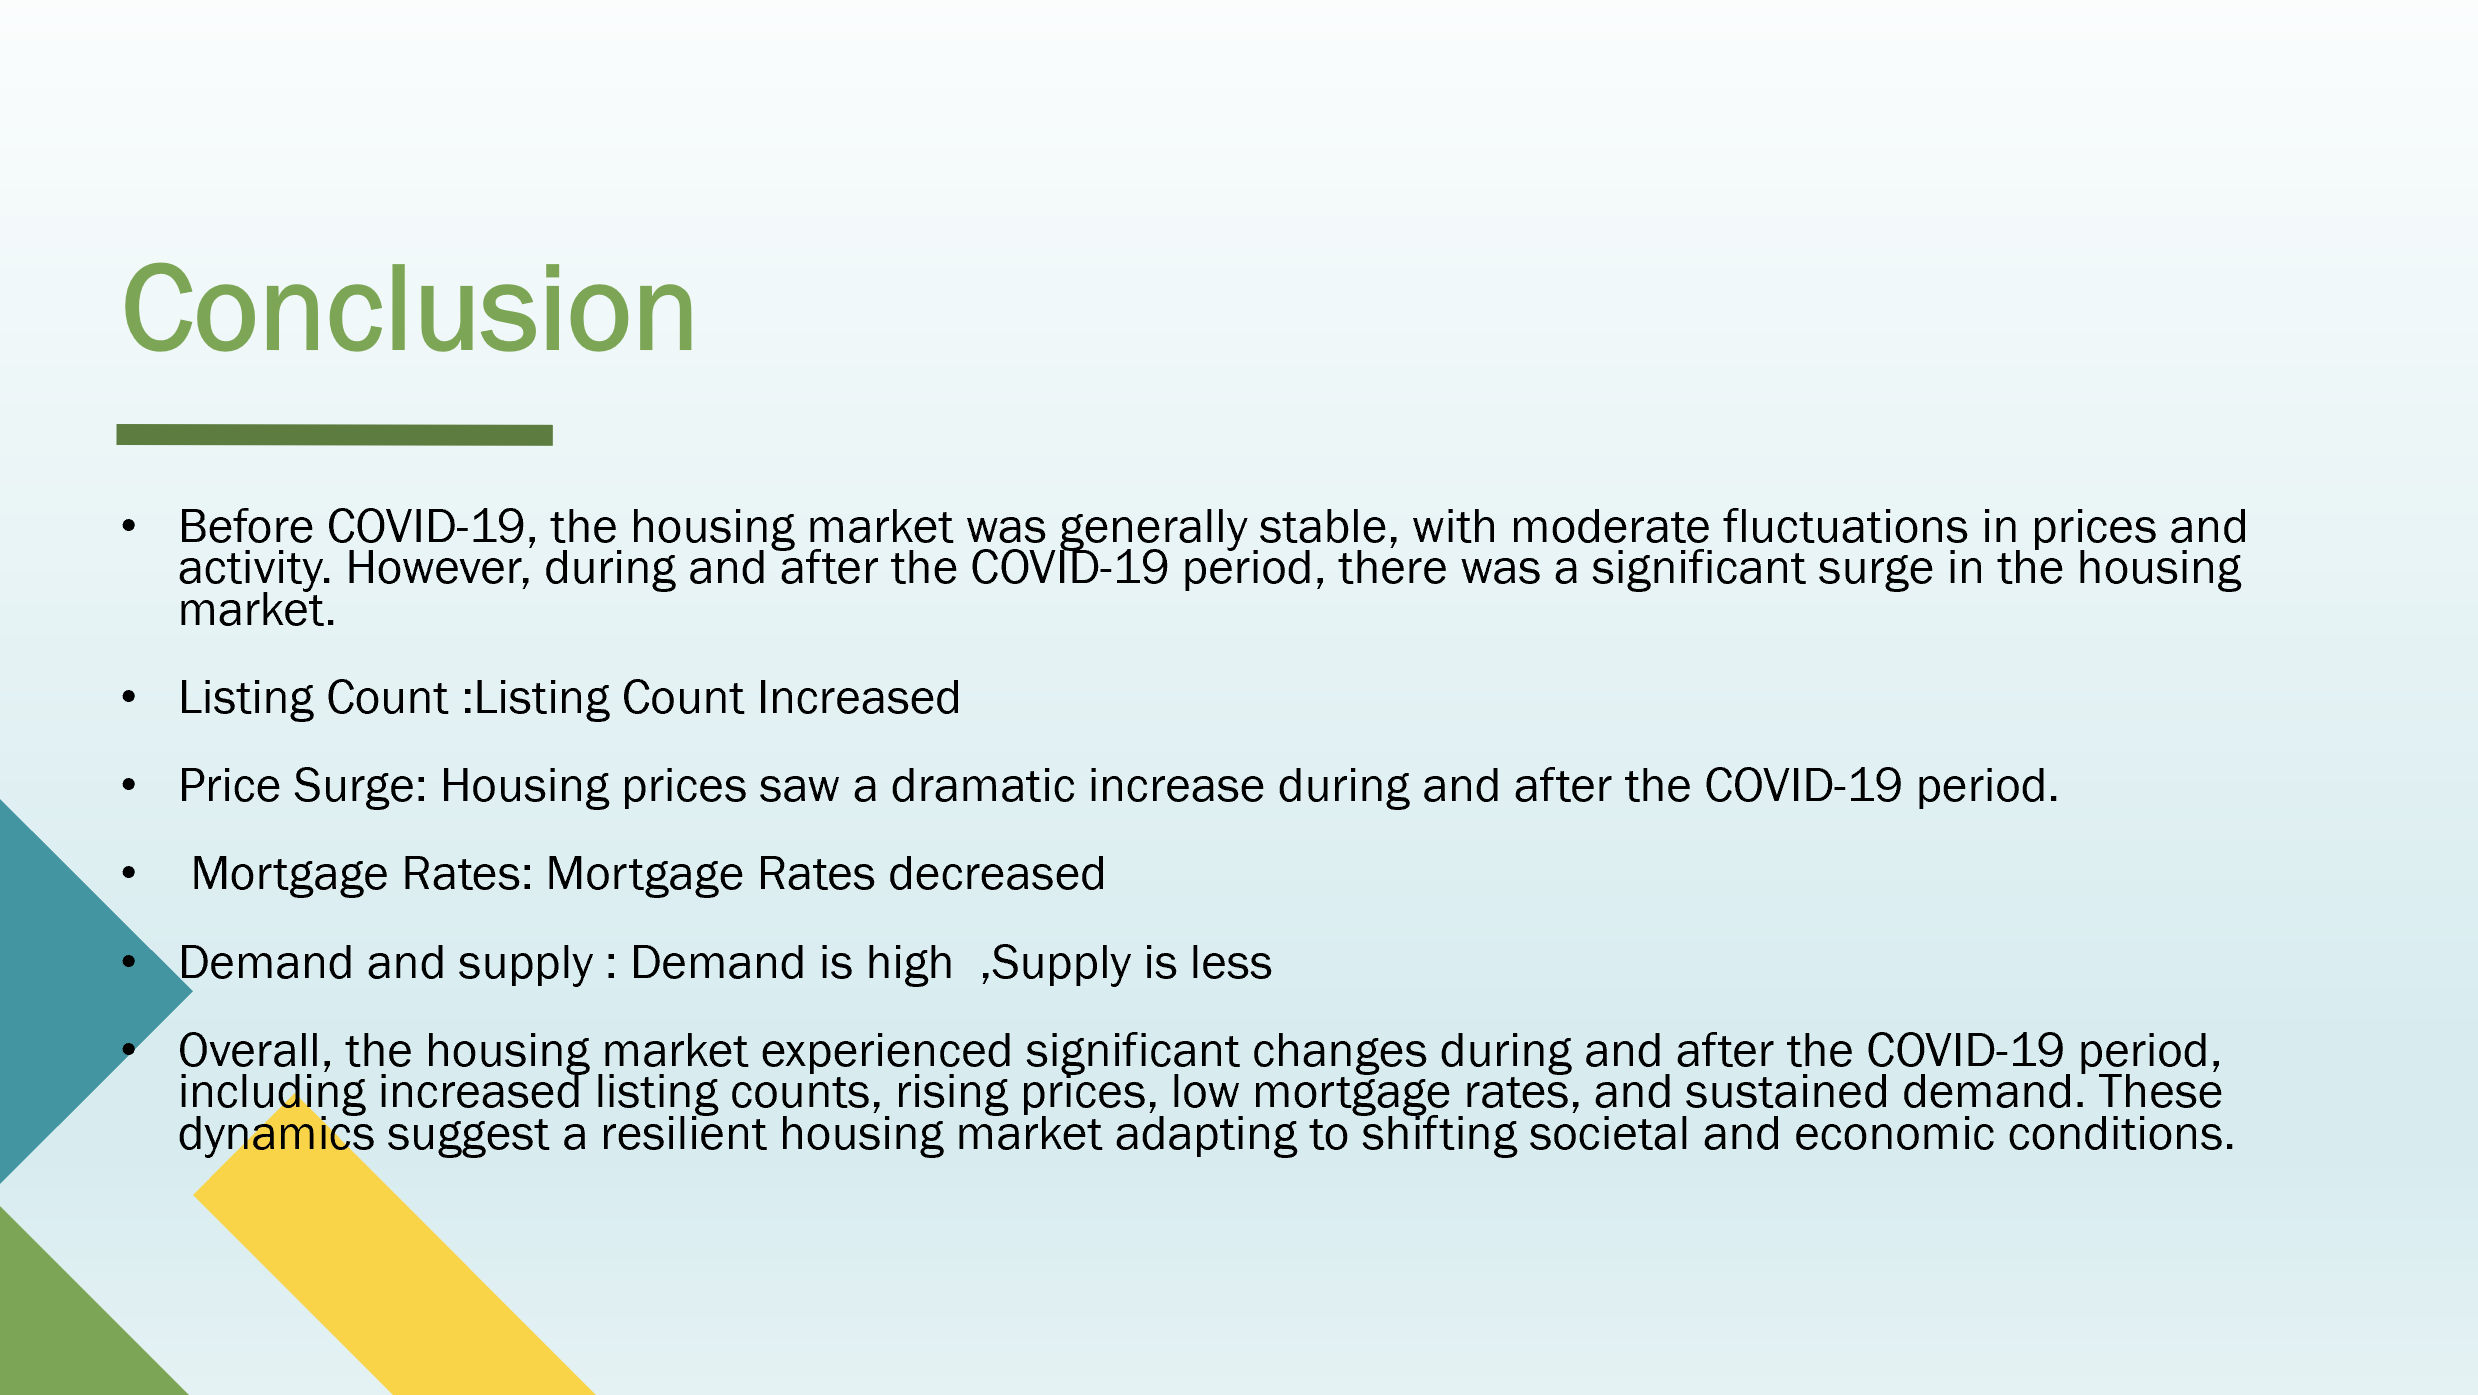 Conclusion
• Before COVID-19, the housing market was generally stable, with moderate fluctuations in prices and
activity. However, during and after the COVID-19 period, there was a significant surge in the housing
market.
• Listing Count :Listing Count Increased
• Price Surge: Housing prices saw a dramatic increase during and after the COVID-19 period.
•  Mortgage Rates: Mortgage Rates decreased
• Demand and supply : Demand is high  ,Supply is less
• Overall, the housing market experienced significant changes during and after the COVID-19 period,
including increased listing counts, rising prices, low mortgage rates, and sustained demand. These
dynamics suggest a resilient housing market adapting to shifting societal and economic conditions.